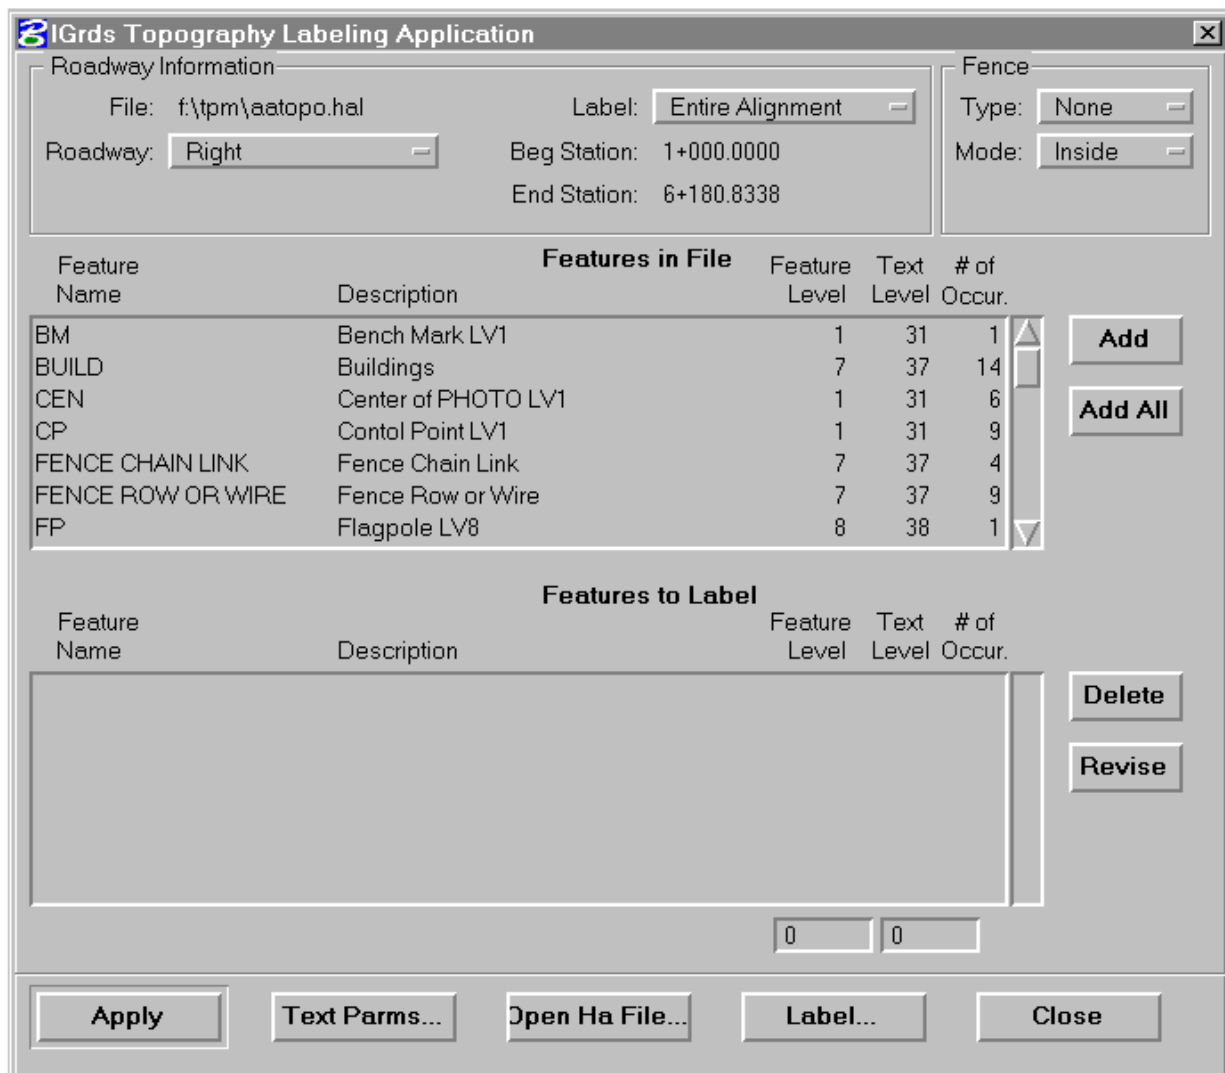 IGrds Topography Labeling Application
Roadway Information
Fence
File: f:\tpm\aatopo.hal
Label: Entire Alignment
Type: None
Roadway: Right
Beg Station: 1+000.0000
Mode: Inside
End Station: 6+180.8338
Features in File
Feature Name
Description
Feature Level
Text Level
# of Occur.
BM Bench Mark LV1 1 31 1
BUILD Buildings 7 37 14
CEN Center of PHOTO LV1 1 31 6
CP Contol Point LV1 1 31 9
FENCE CHAIN LINK Fence Chain Link 7 37 4
FENCE ROW OR WIRE Fence Row or Wire 7 37 9
FP Flagpole LV8 8 38 1
Add
Add All
Features to Label
Feature Name
Description
Feature Level
Text Level
# of Occur.
Delete
Revise
0 0
Apply
Text Parms...
Open Ha File...
Label...
Close